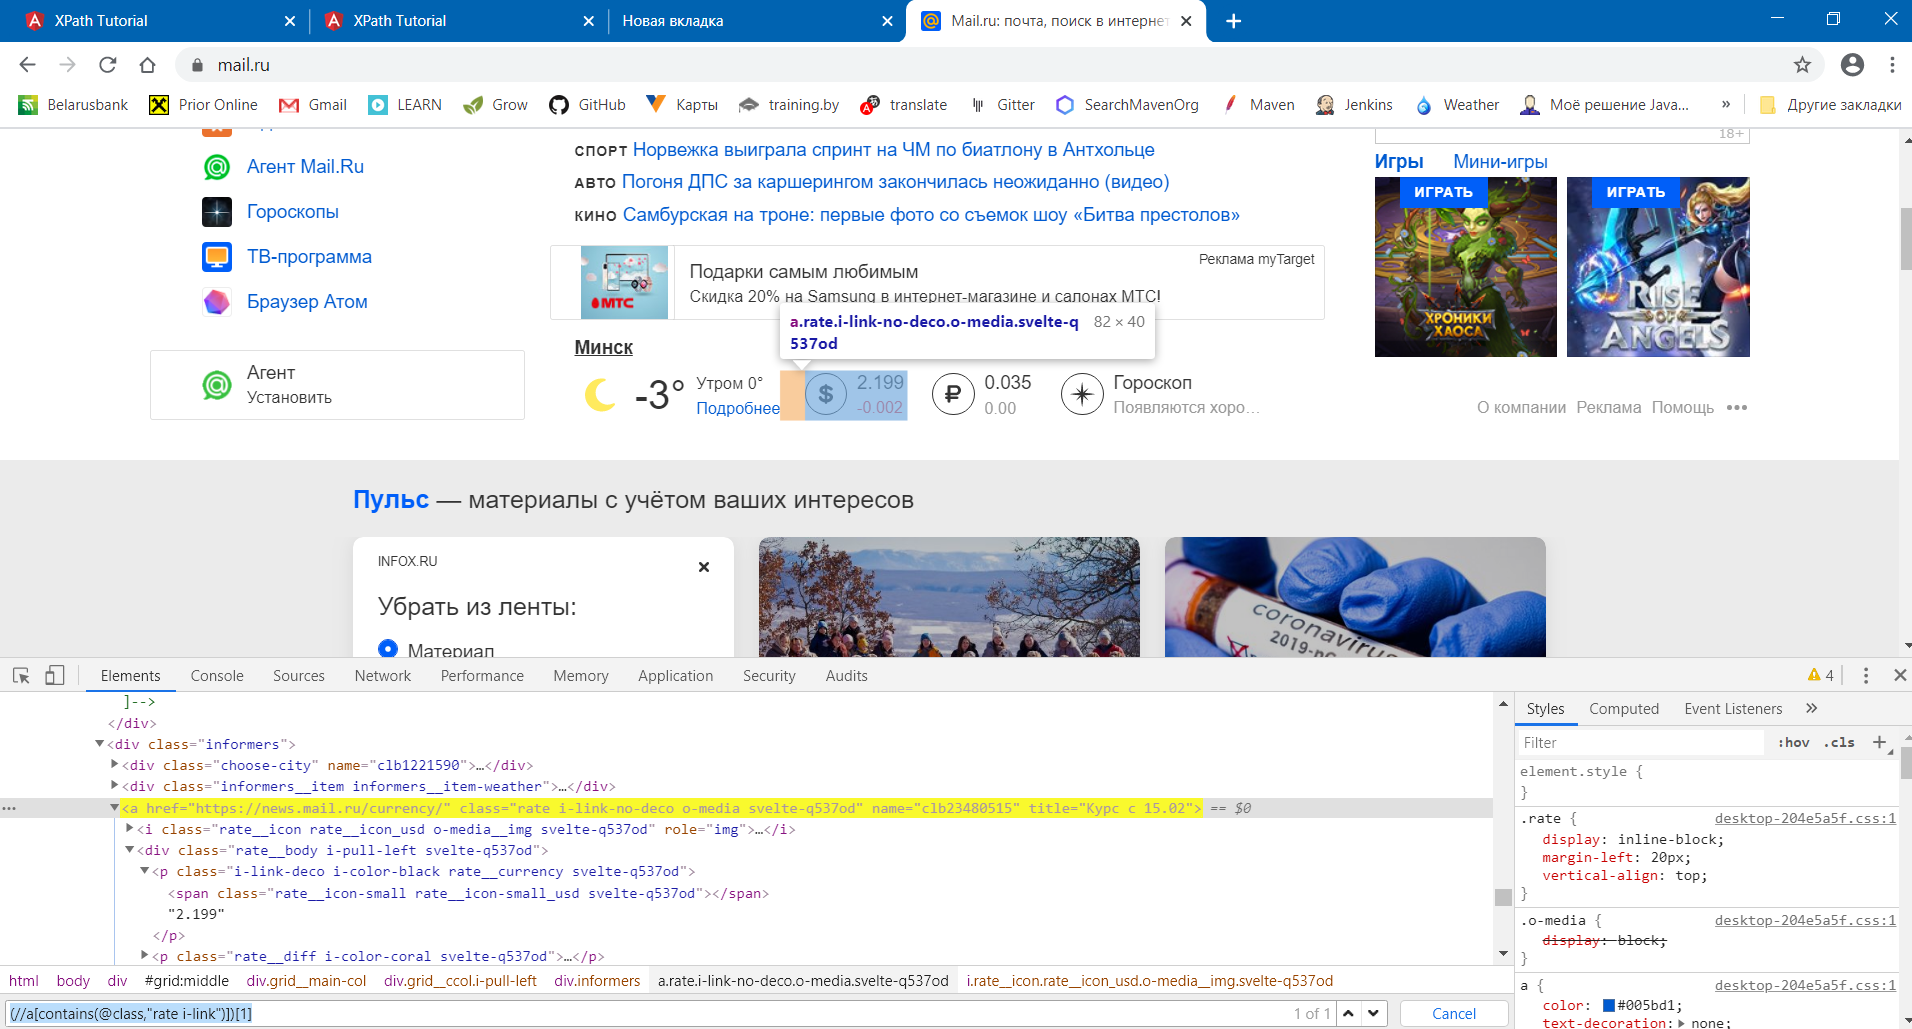 XPath Tutorial
XPath Tutorial
Новая вкладка
Mail.ru: почта, поиск в интернет
mail.ru
Belarusbank
Prior Online
Gmail
LEARN
Grow
GitHub
Карты
training.by
translate
Gitter
SearchMavenOrg
Maven
Jenkins
Weather
Моё решение Java...
»
Другие закладки
18+
Агент Mail.Ru
Гороскопы
ТВ-программа
Браузер Атом
Агент
Установить
СПОРТ Норвежка выиграла спринт на ЧМ по биатлону в Антхольце
АВТО Погоня ДПС за каршерингом закончилась неожиданно (видео)
КИНО Самбурская на троне: первые фото со съемок шоу «Битва престолов»
МТС
Подарки самым любимым
Скидка 20% на Samsung в интернет-магазине и салонах МТС!
Реклама myTarget
a.rate.i-link-no-deco.o-media.svelte-q
537od
82 × 40
Минск
-3°
Утром 0°
Подробнее
$
2.199
-0.002
₽
0.035
0.00
Гороскоп
Появляются хоро...
Игры
Мини-игры
ИГРАТЬ
ХРОНИКИ
ХАОСА
ИГРАТЬ
RISE
OF
ANGELS
О компании
Реклама
Помощь
•••
Пульс — материалы с учётом ваших интересов
INFOX.RU
Убрать из ленты:
Материал
coronavirus
Elements
Console
Sources
Network
Performance
Memory
Application
Security
Audits
4
]-->
</div>
<div class="informers">
<div class="choose-city" name="clb1221590">…</div>
<div class="informers__item informers__item-weather">…</div>
<a href="https://news.mail.ru/currency/" class="rate i-link-no-deco o-media svelte-q537od" name="clb23480515" title="Курс с 15.02"> == $0
<i class="rate__icon rate__icon_usd o-media__img svelte-q537od" role="img">…</i>
<div class="rate__body i-pull-left svelte-q537od">
<p class="i-link-deco i-color-black rate__currency svelte-q537od">
<span class="rate__icon-small rate__icon-small_usd svelte-q537od"></span>
"2.199"
</p>
<p class="rate__diff i-color-coral svelte-q537od">…</p>
html
body
div
#grid:middle
div.grid__main-col
div.grid__ccol.i-pull-left
div.informers
a.rate.i-link-no-deco.o-media.svelte-q537od
i.rate__icon.rate__icon_usd.o-media__img.svelte-q537od
(//a[contains(@class,"rate i-link")])[1]
1 of 1
Cancel
Styles
Computed
Event Listeners
»
Filter
:hov
.cls
+
element.style {
}
.rate {
desktop-204e5a5f.css:1
display: inline-block;
margin-left: 20px;
vertical-align: top;
}
.o-media {
desktop-204e5a5f.css:1
display: block;
}
a {
desktop-204e5a5f.css:1
color: #005bd1;
text-decoration: none;